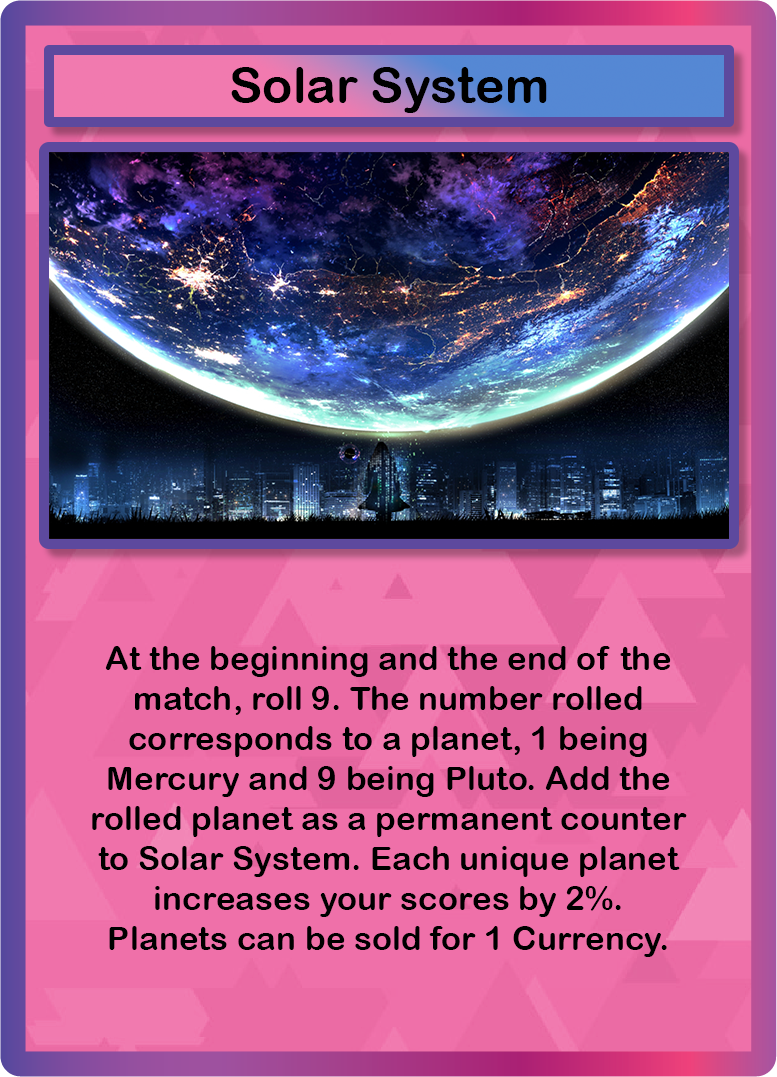 Solar System
At the beginning and the end of the
match, roll 9. The number rolled
corresponds to a planet, 1 being
Mercury and 9 being Pluto. Add the
rolled planet as a permanent counter
to Solar System. Each unique planet
increases your scores by 2%.
Planets can be sold for 1 Currency.